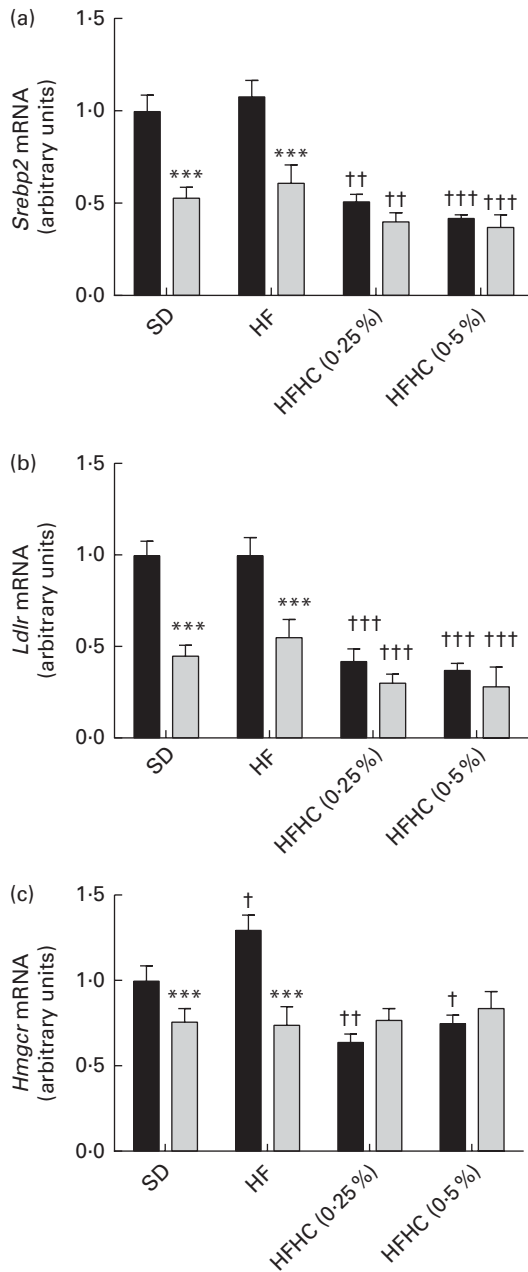 (a)
1·5
1·0
0·5
0·0
Srebp2 mRNA
(arbitrary units)
***
***
††
††
†††
†††
SD
HF
HFHC (0·25 %)
HFHC (0·5 %)
(b)
1·5
1·0
0·5
0·0
Ldlr mRNA
(arbitrary units)
***
***
†††
†††
†††
†††
SD
HF
HFHC (0·25 %)
HFHC (0·5 %)
(c)
1·5
1·0
0·5
0·0
Hmgcr mRNA
(arbitrary units)
***
†
***
††
†
SD
HF
HFHC (0·25 %)
HFHC (0·5 %)